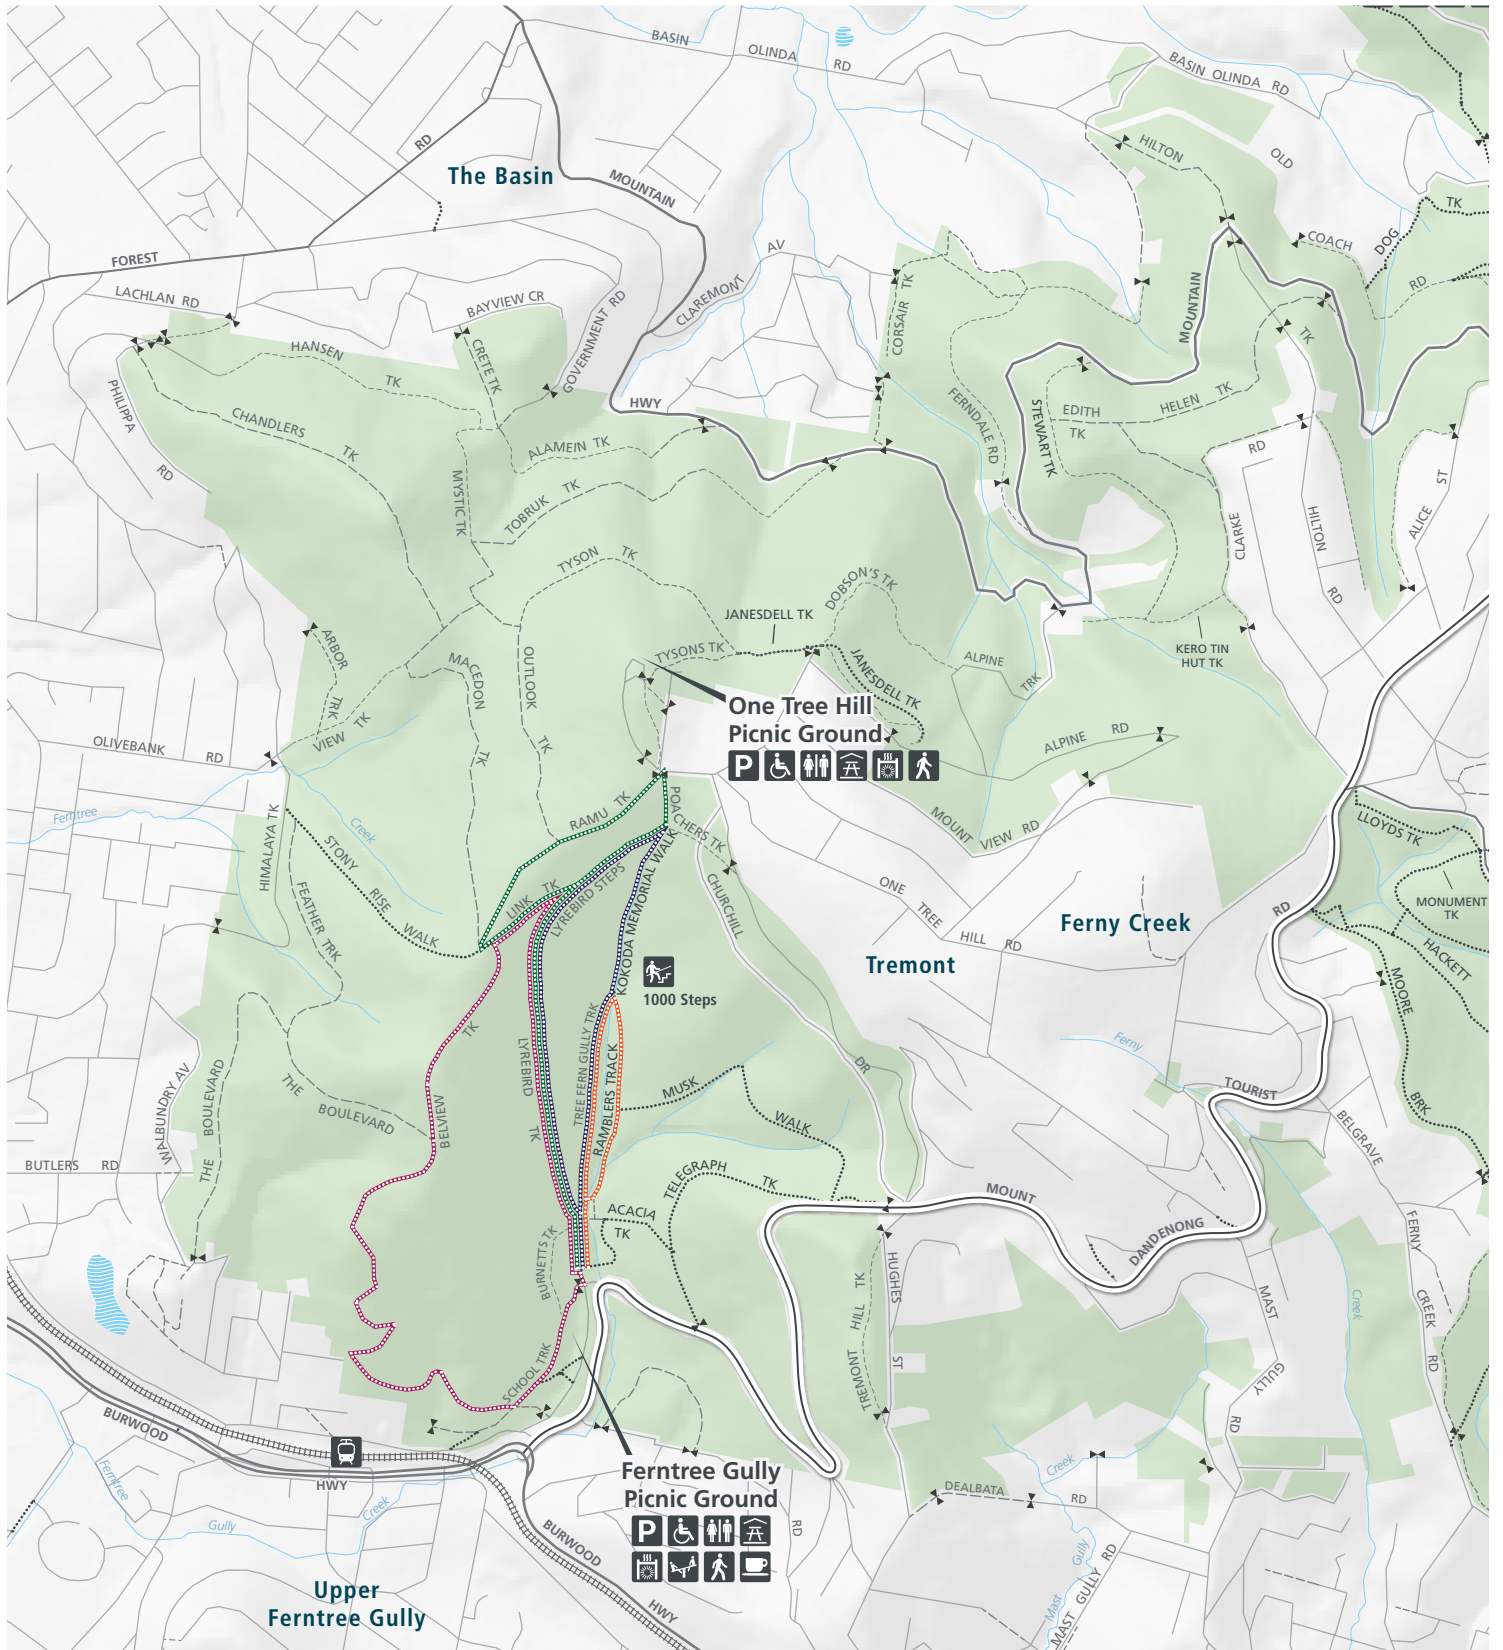 BASIN
OLINDA
RD
BASIN OLINDA RD
RD
The Basin
MOUNTAIN
HILTON
OLD
TK
FOREST
AV
COACH
DOG
RD
LACHLAN RD
BAYVIEW CR
GOVERNMENT RD
CLAREMONT
CORSAIR TK
MOUNTAIN
TK
HANSEN
TK
CRETE TK
PHILIPPA
RD
CHANDLERS
TK
HWY
FERNDALE RD
STEWART TK
EDITH
TK
HELEN TK
ALAMEIN TK
MYSTIC TK
TOBRUK TK
RD
CLARKE
HILTON
RD
ALICE ST
TYSON TK
DOBSON'S TK
JANESDELL TK
ARBOR
TRK
MACEDON
TK
OUTLOOK
TK
TYSONS TK
JANESDELL TK
ALPINE
TRK
KERO TIN
HUT TK
One Tree Hill
Picnic Ground
P
OLIVEBANK RD
VIEW TK
ALPINE RD
Ferntree
Creek
HIMALAYA TK
RAMU TK
POACHERS TK
MOUNT
VIEW RD
LLOYDS TK
STONY
RISE
WALK
FEATHER TRK
LINK TK
LYREBIRD STEPS
KOKODA MEMORIAL WALK
CHURCHILL
DR
ONE
TREE
HILL RD
Ferny Creek
RD
MONUMENT
TK
HACKETT
Tremont
1000 Steps
MOORE
BRK
TK
BELVIEW
LYREBIRD
TK
TREE FERN GULLY TRK
RAMBLERS TRACK
MUSK
WALK
Ferny
TOURIST
WALBUNDRY AV
THE BOULEVARD
THE
BOULEVARD
BELGRAVE
BUTLERS RD
TELEGRAPH
TK
MOUNT
DANDENONG
ACACIA
TK
FERNY
CREEK
RD
BURNETTS TK
HUGHES
ST
TREMONT HILL TK
MAST
GULLY
RD
Creek
SCHOOL TRK
BURWOOD
HWY
Ferntree Gully
Picnic Ground
P
Creek
DEALBATA RD
Ferntree
Gully
Creek
BURWOOD
HWY
RD
Mast Gully
MAST GULLY RD
Upper
Ferntree Gully